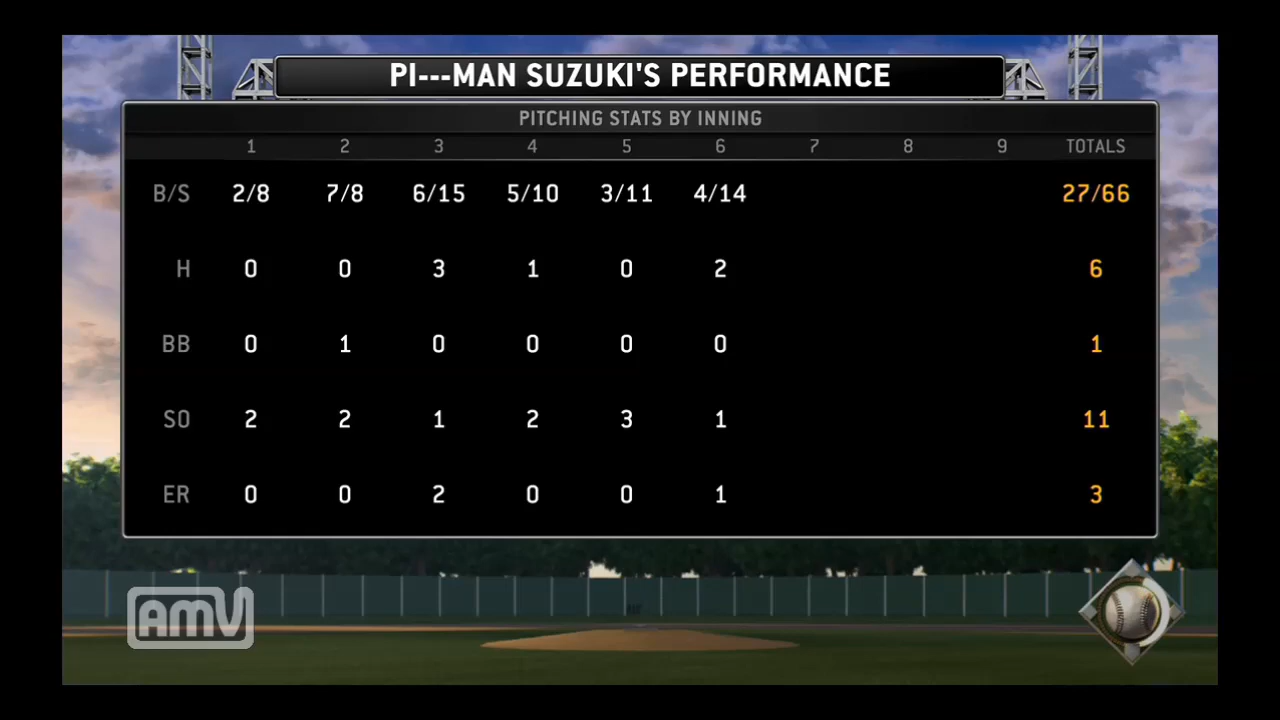 PI---MAN SUZUKI'S PERFORMANCE
PITCHING STATS BY INNING
1 2 3 4 5 6 7 8 9 TOTALS
B/S 2/8 7/8 6/15 5/10 3/11 4/14 27/66
H 0 0 3 1 0 2 6
BB 0 1 0 0 0 0 1
SO 2 2 1 2 3 1 11
ER 0 0 2 0 0 1 3
AMV